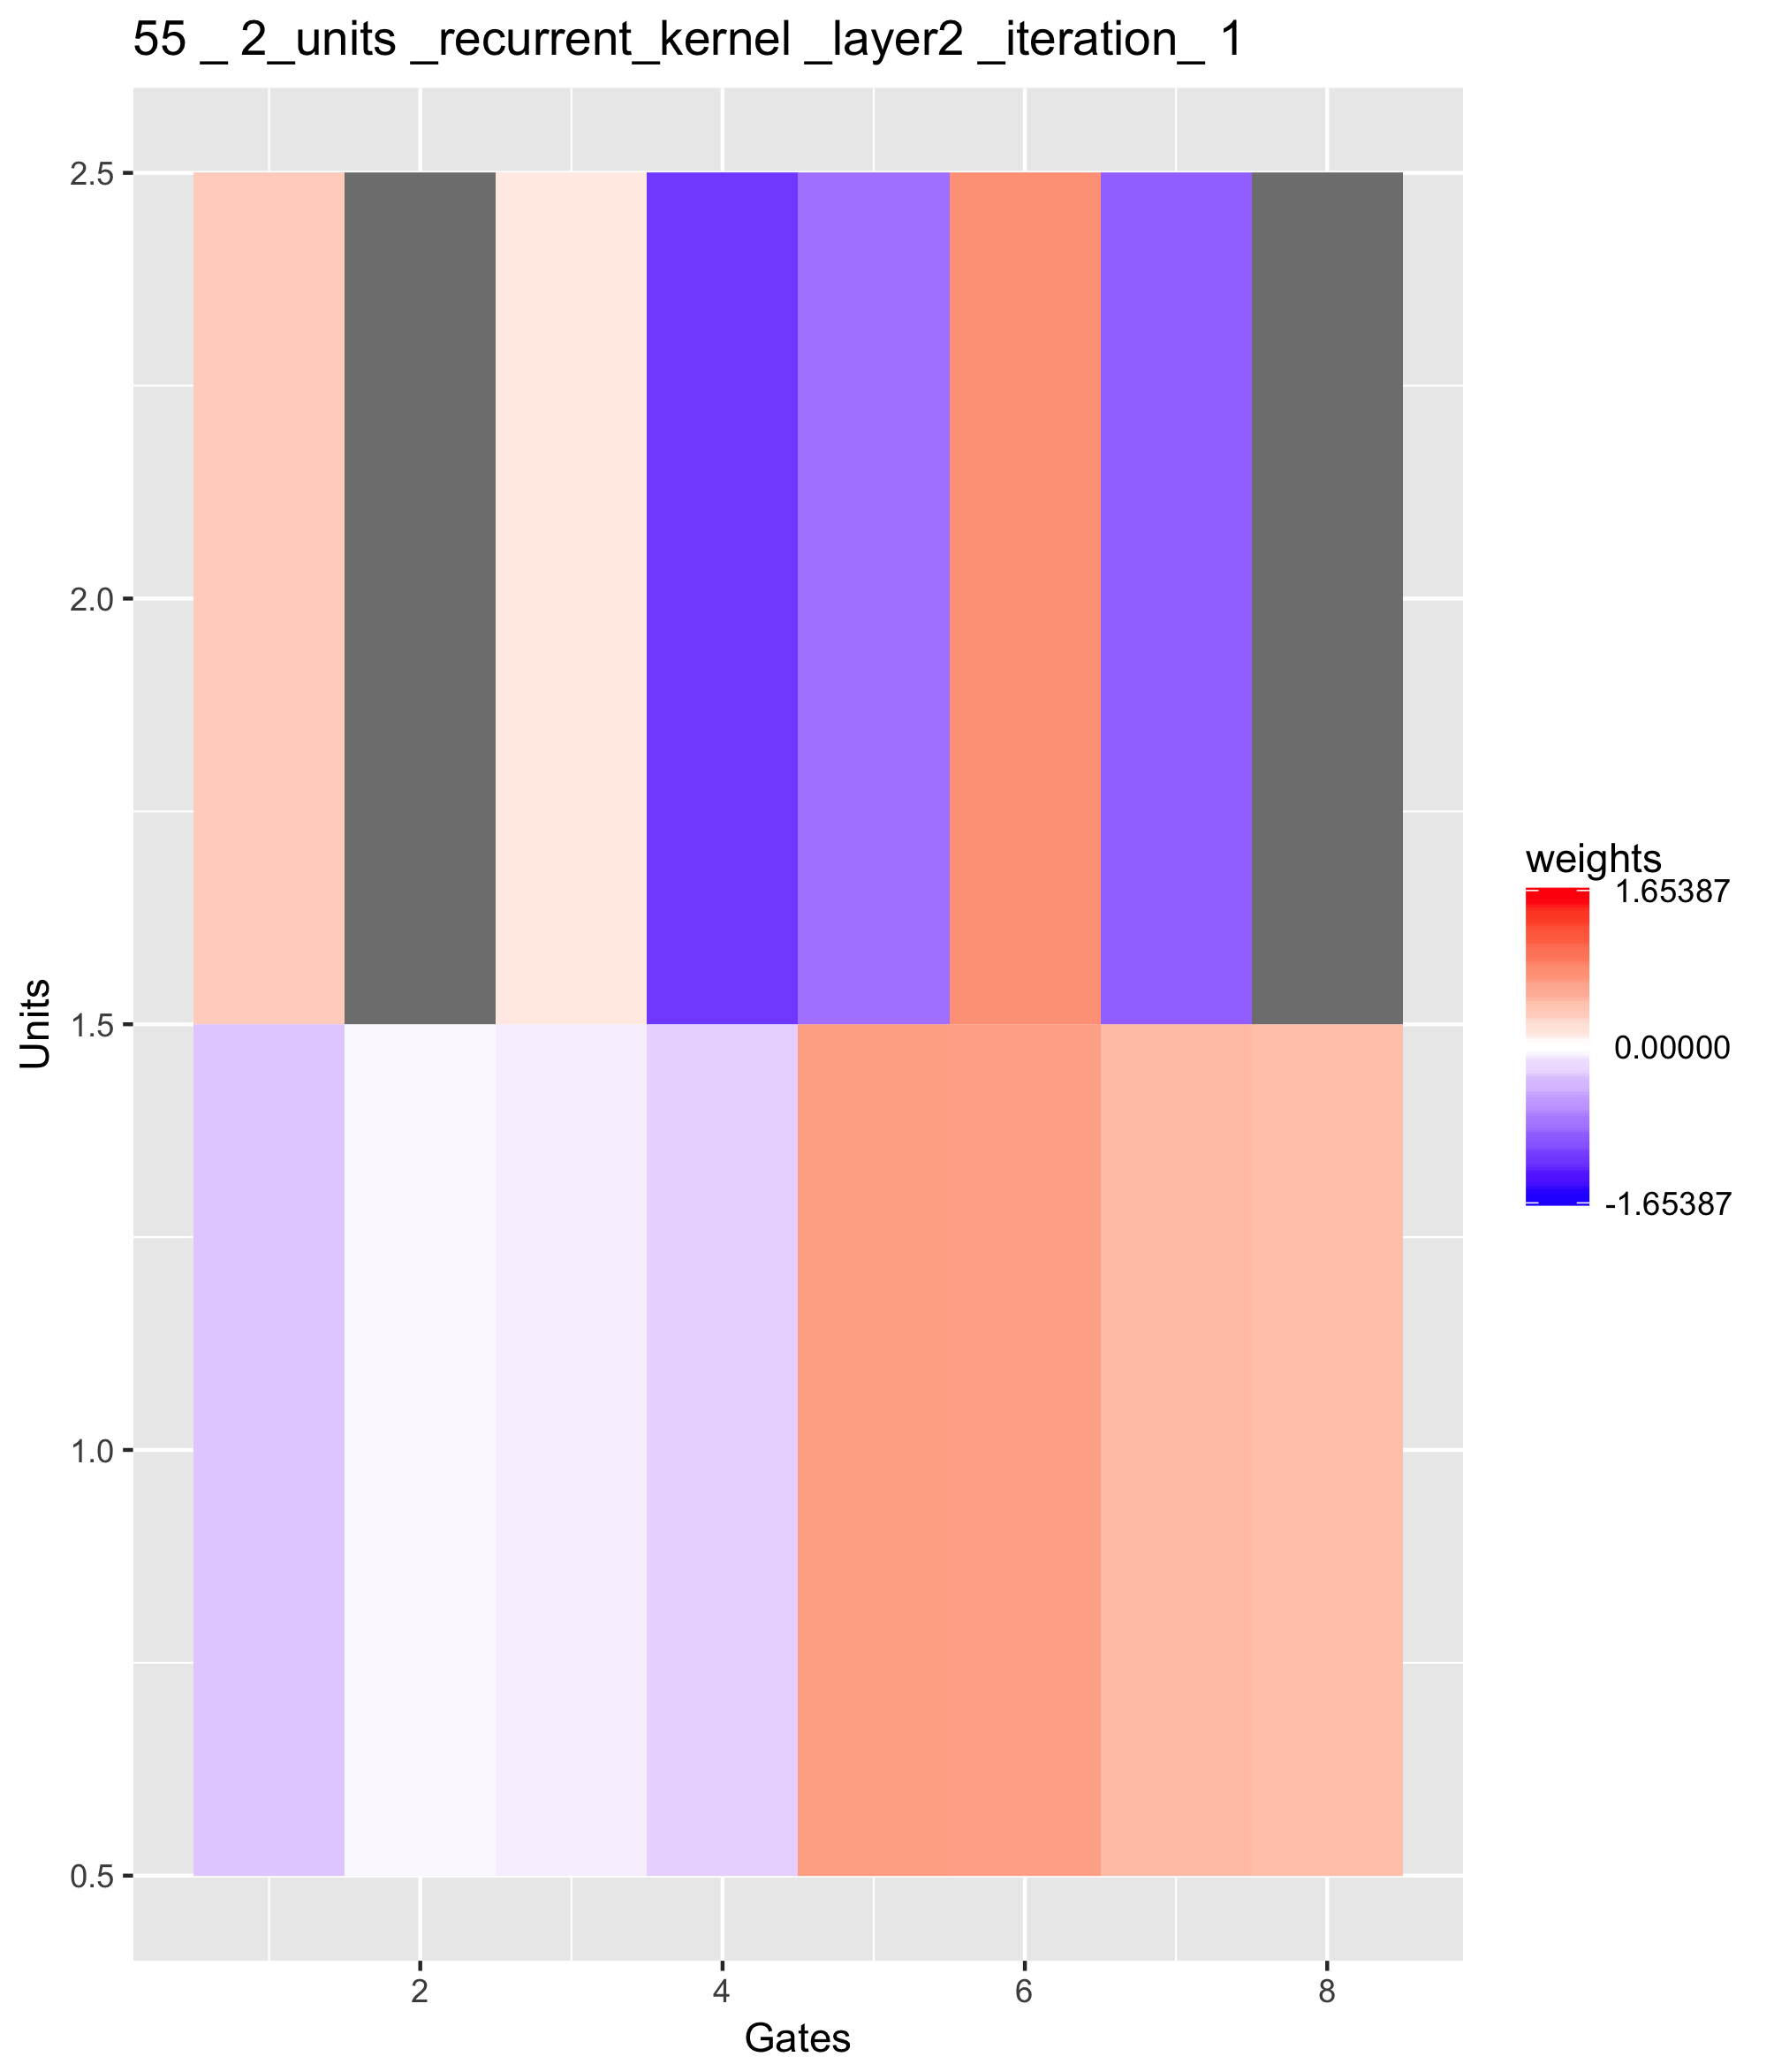 55 _ 2_units _recurrent_kernel _layer2 _iteration_ 1
2.5
2.0
1.5
1.0
0.5
Units
2 4 6 8
Gates
weights
1.65387
0.00000
-1.65387